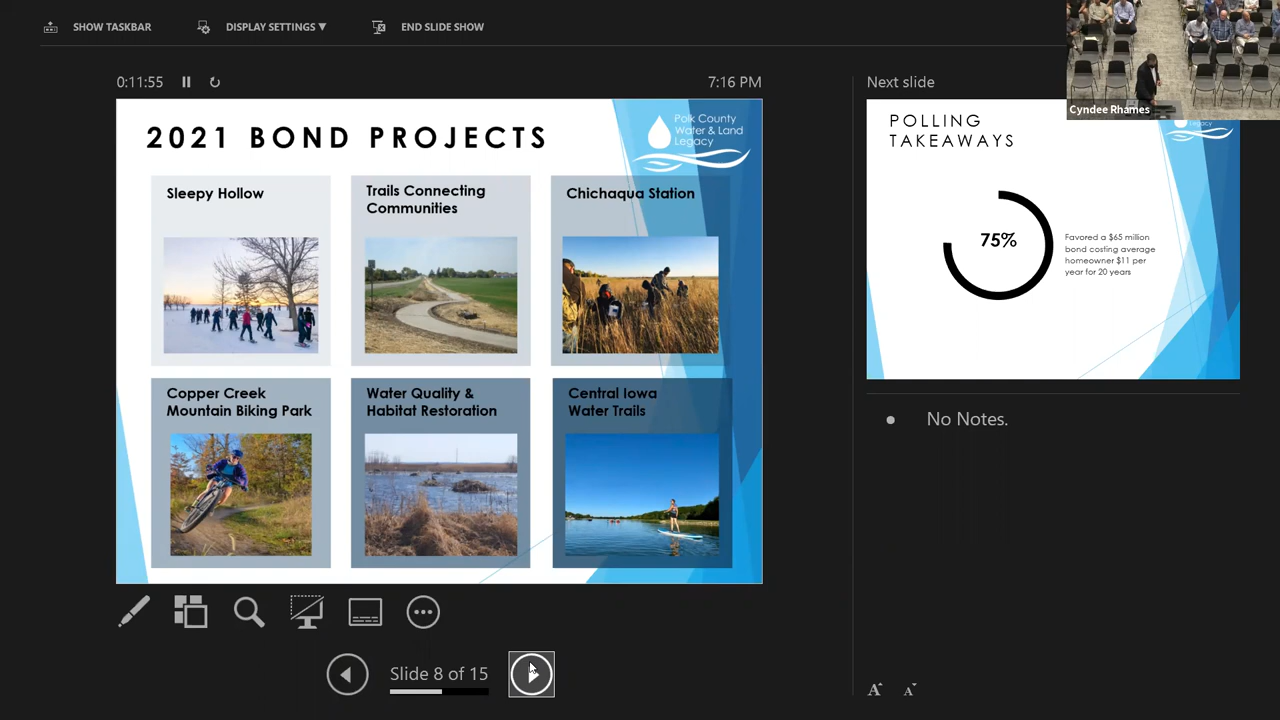 SHOW TASKBAR
DISPLAY SETTINGS ▼
END SLIDE SHOW
0:11:55
7:16 PM
2021 BOND PROJECTS
Polk County
Water & Land
Legacy
Sleepy Hollow
Trails Connecting
Communities
Chichaqua Station
Copper Creek
Mountain Biking Park
Water Quality &
Habitat Restoration
Central Iowa
Water Trails
Slide 8 of 15
Next slide
Cyndee Rhames
POLLING
TAKEAWAYS
Legacy
75%
Favored a $65 million
bond costing average
homeowner $11 per
year for 20 years
No Notes.
A A